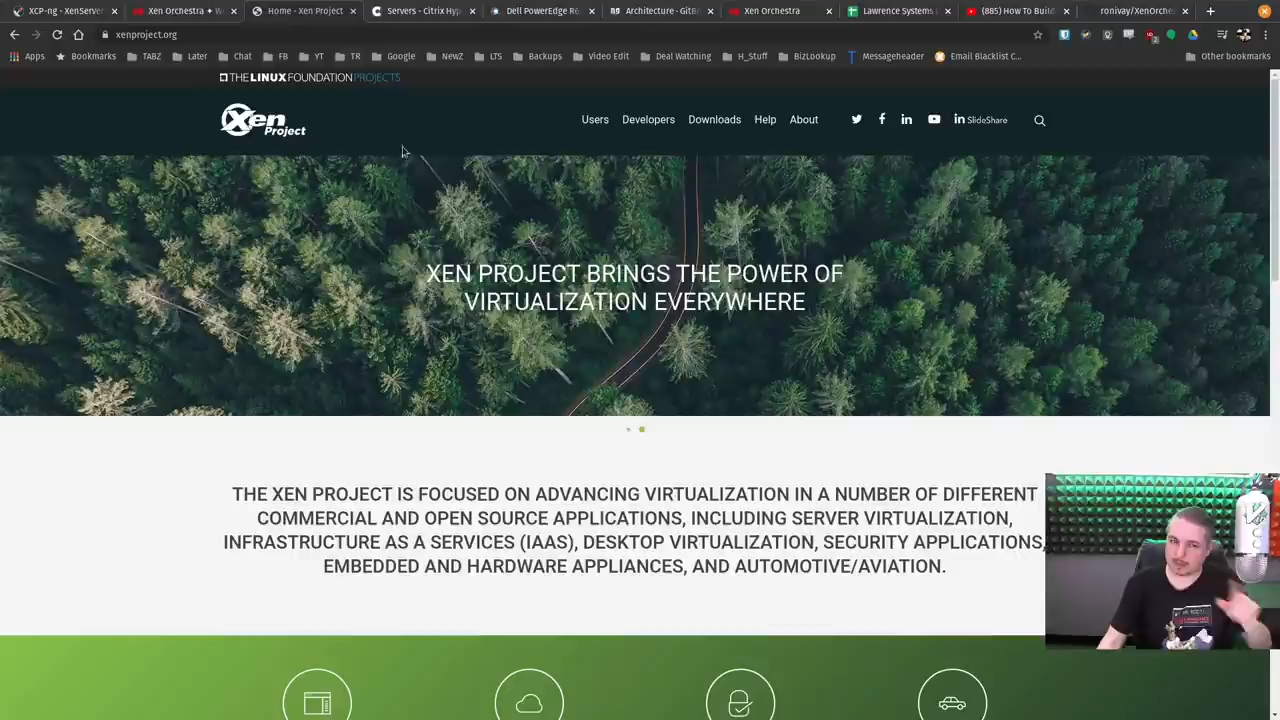 XCP-ng - XenServer
Xen Orchestra
Home - Xen Project
Servers - Citrix Hyp
Dell PowerEdge R6
Architecture - GitB
Xen Orchestra
Lawrence Systems
(885) How To Build
ronivay/XenOrche
xenproject.org
Apps
Bookmarks
TABZ
Later
Chat
FB
YT
TR
Google
NewZ
LTS
Backups
Video Edit
Deal Watching
H_Stuff
BizLookup
Messageheader
Email Blacklist C...
Other bookmarks
THE LINUX FOUNDATION PROJECTS
Xen
Project
Users
Developers
Downloads
Help
About
SlideShare
XEN PROJECT BRINGS THE POWER OF
VIRTUALIZATION EVERYWHERE
THE XEN PROJECT IS FOCUSED ON ADVANCING VIRTUALIZATION IN A NUMBER OF DIFFERENT
COMMERCIAL AND OPEN SOURCE APPLICATIONS, INCLUDING SERVER VIRTUALIZATION,
INFRASTRUCTURE AS A SERVICES (IAAS), DESKTOP VIRTUALIZATION, SECURITY APPLICATIONS,
EMBEDDED AND HARDWARE APPLIANCES, AND AUTOMOTIVE/AVIATION.